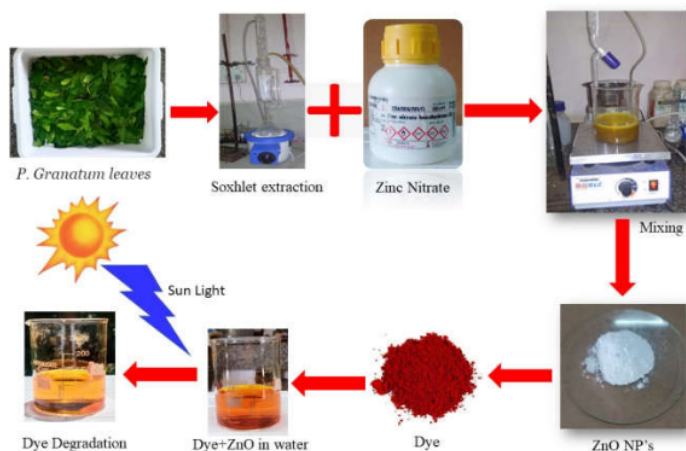 P. Granatum leaves
Soxhlet extraction
Zinc Nitrate
Mixing
Sun Light
Dye Degradation
Dye+ZnO in water
Dye
ZnO NP's